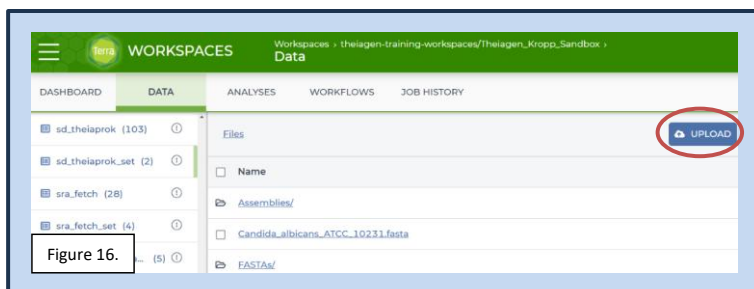 Terra WORKSPACES
Workspaces > theiagen-training-workspaces/Theiagen_Kropp_Sandbox >
Data
DASHBOARD DATA ANALYSES WORKFLOWS JOB HISTORY
sd_theiaprok (103)
sd_theiaprok_set (2)
sra_fetch (28)
sra_fetch_set (4)
a... (5)
Files
UPLOAD
Name
Assemblies/
Candida_albicans_ATCC_10231.fasta
FASTAs/
Figure 16.